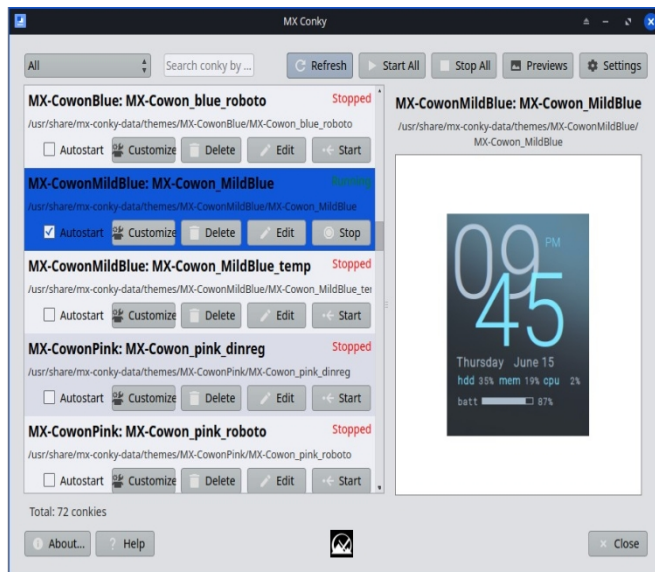 MX Conky
All
Search conky by ...
Refresh
Start All
Stop All
Previews
Settings
MX-CowonBlue: MX-Cowon_blue_roboto
Stopped
/usr/share/mx-conky-data/themes/MX-CowonBlue/MX-Cowon_blue_roboto
Autostart Customize Delete Edit Start
MX-CowonMildBlue: MX-Cowon_MildBlue
Running
/usr/share/mx-conky-data/themes/MX-CowonMildBlue/MX-Cowon_MildBlue
Autostart Customize Delete Edit Stop
MX-CowonMildBlue: MX-Cowon_MildBlue_temp
Stopped
/usr/share/mx-conky-data/themes/MX-CowonMildBlue/MX-Cowon_MildBlue_ter
Autostart Customize Delete Edit Start
MX-CowonPink: MX-Cowon_pink_dinreg
Stopped
/usr/share/mx-conky-data/themes/MX-CowonPink/MX-Cowon_pink_dinreg
Autostart Customize Delete Edit Start
MX-CowonPink: MX-Cowon_pink_roboto
Stopped
/usr/share/mx-conky-data/themes/MX-CowonPink/MX-Cowon_pink_roboto
Autostart Customize Delete Edit Start
MX-CowonMildBlue: MX-Cowon_MildBlue
/usr/share/mx-conky-data/themes/MX-CowonMildBlue/
MX-Cowon_MildBlue
09 PM
45
Thursday June 15
hdd 35% mem 19% cpu 2%
batt 87%
Total: 72 conkies
About...
? Help
Close